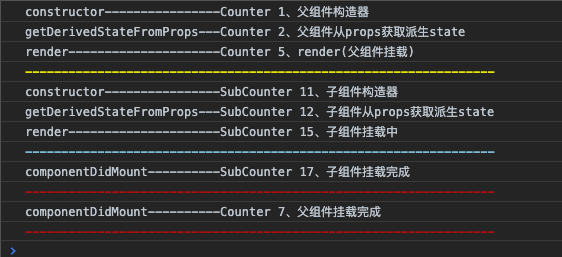 constructor----------------Counter 1、父组件构造器
getDerivedStateFromProps---Counter 2、父组件从props获取派生state
render---------------------Counter 5、render(父组件挂载)
-----------------------------------------------------------------
constructor----------------SubCounter 11、子组件构造器
getDerivedStateFromProps---SubCounter 12、子组件从props获取派生state
render---------------------SubCounter 15、子组件挂载中
-----------------------------------------------------------------
componentDidMount----------SubCounter 17、子组件挂载完成
-----------------------------------------------------------------
componentDidMount----------Counter 7、父组件挂载完成
-----------------------------------------------------------------
>